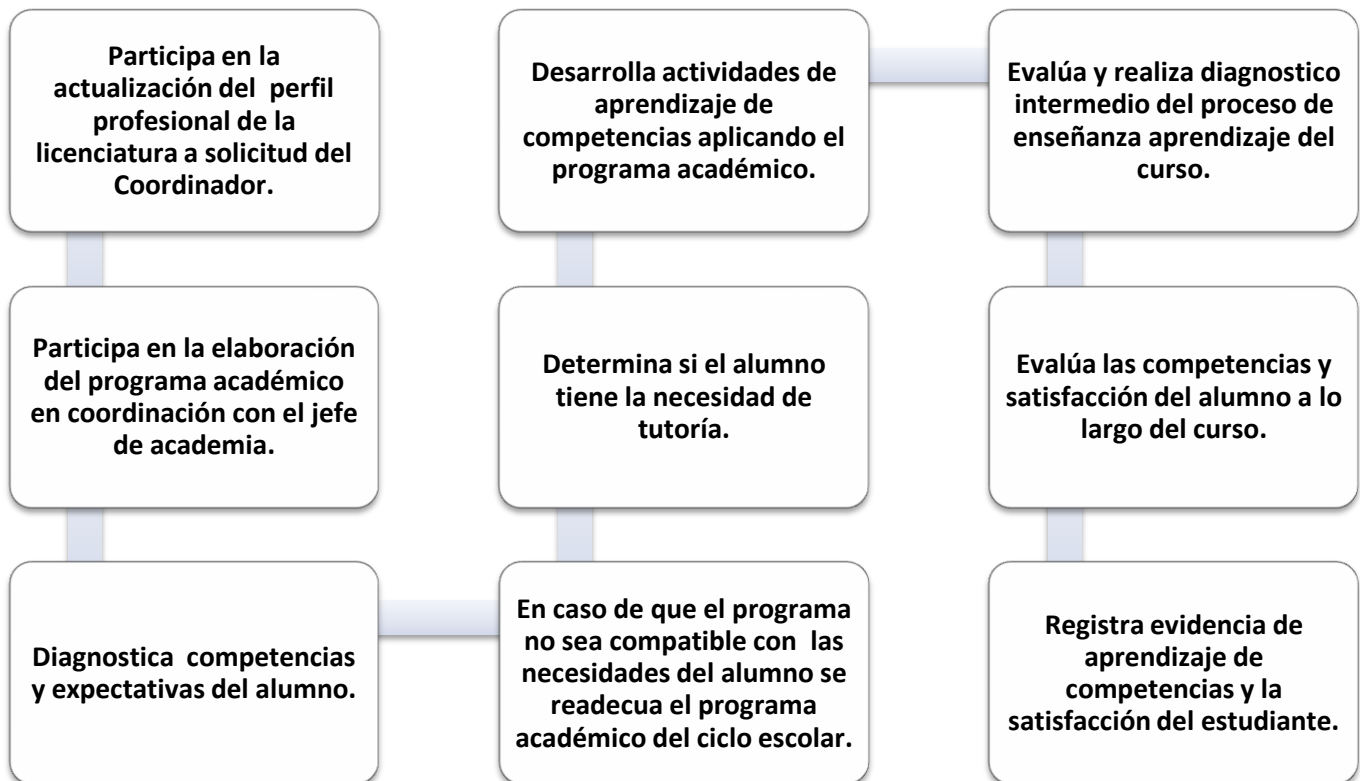 Participa en la
actualización del perfil
profesional de la
licenciatura a solicitud del
Coordinador.
Participa en la elaboración
del programa académico
en coordinación con el jefe
de academia.
Diagnostica competencias
y expectativas del alumno.
En caso de que el programa
no sea compatible con las
necesidades del alumno se
readecua el programa
académico del ciclo escolar.
Determina si el alumno
tiene la necesidad de
tutoría.
Desarrolla actividades de
aprendizaje de
competencias aplicando el
programa académico.
Evalúa y realiza diagnostico
intermedio del proceso de
enseñanza aprendizaje del
curso.
Evalúa las competencias y
satisfacción del alumno a lo
largo del curso.
Registra evidencia de
aprendizaje de
competencias y la
satisfacción del estudiante.